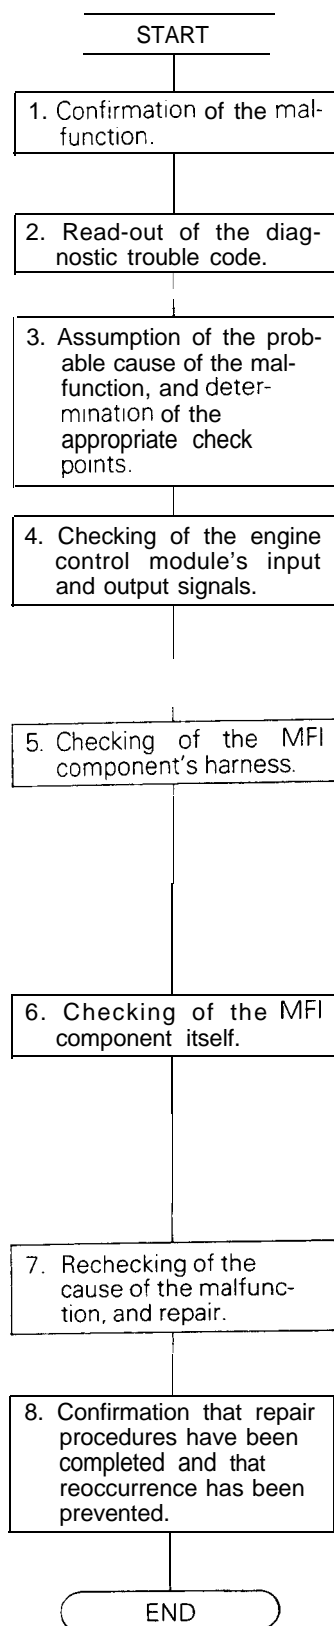 START
1. Confirmation of the mal-
function.
2. Read-out of the diag-
nostic trouble code.
3. Assumption of the prob-
able cause of the mal-
function, and deter-
mination of the
appropriate check
points.
4. Checking of the engine
control module's input
and output signals.
5. Checking of the MFI
component's harness.
6. Checking of the MFI
component itself.
7. Rechecking of the
cause of the malfunc-
tion, and repair.
8. Confirmation that repair
procedures have been
completed and that
reoccurrence has been
prevented.
END